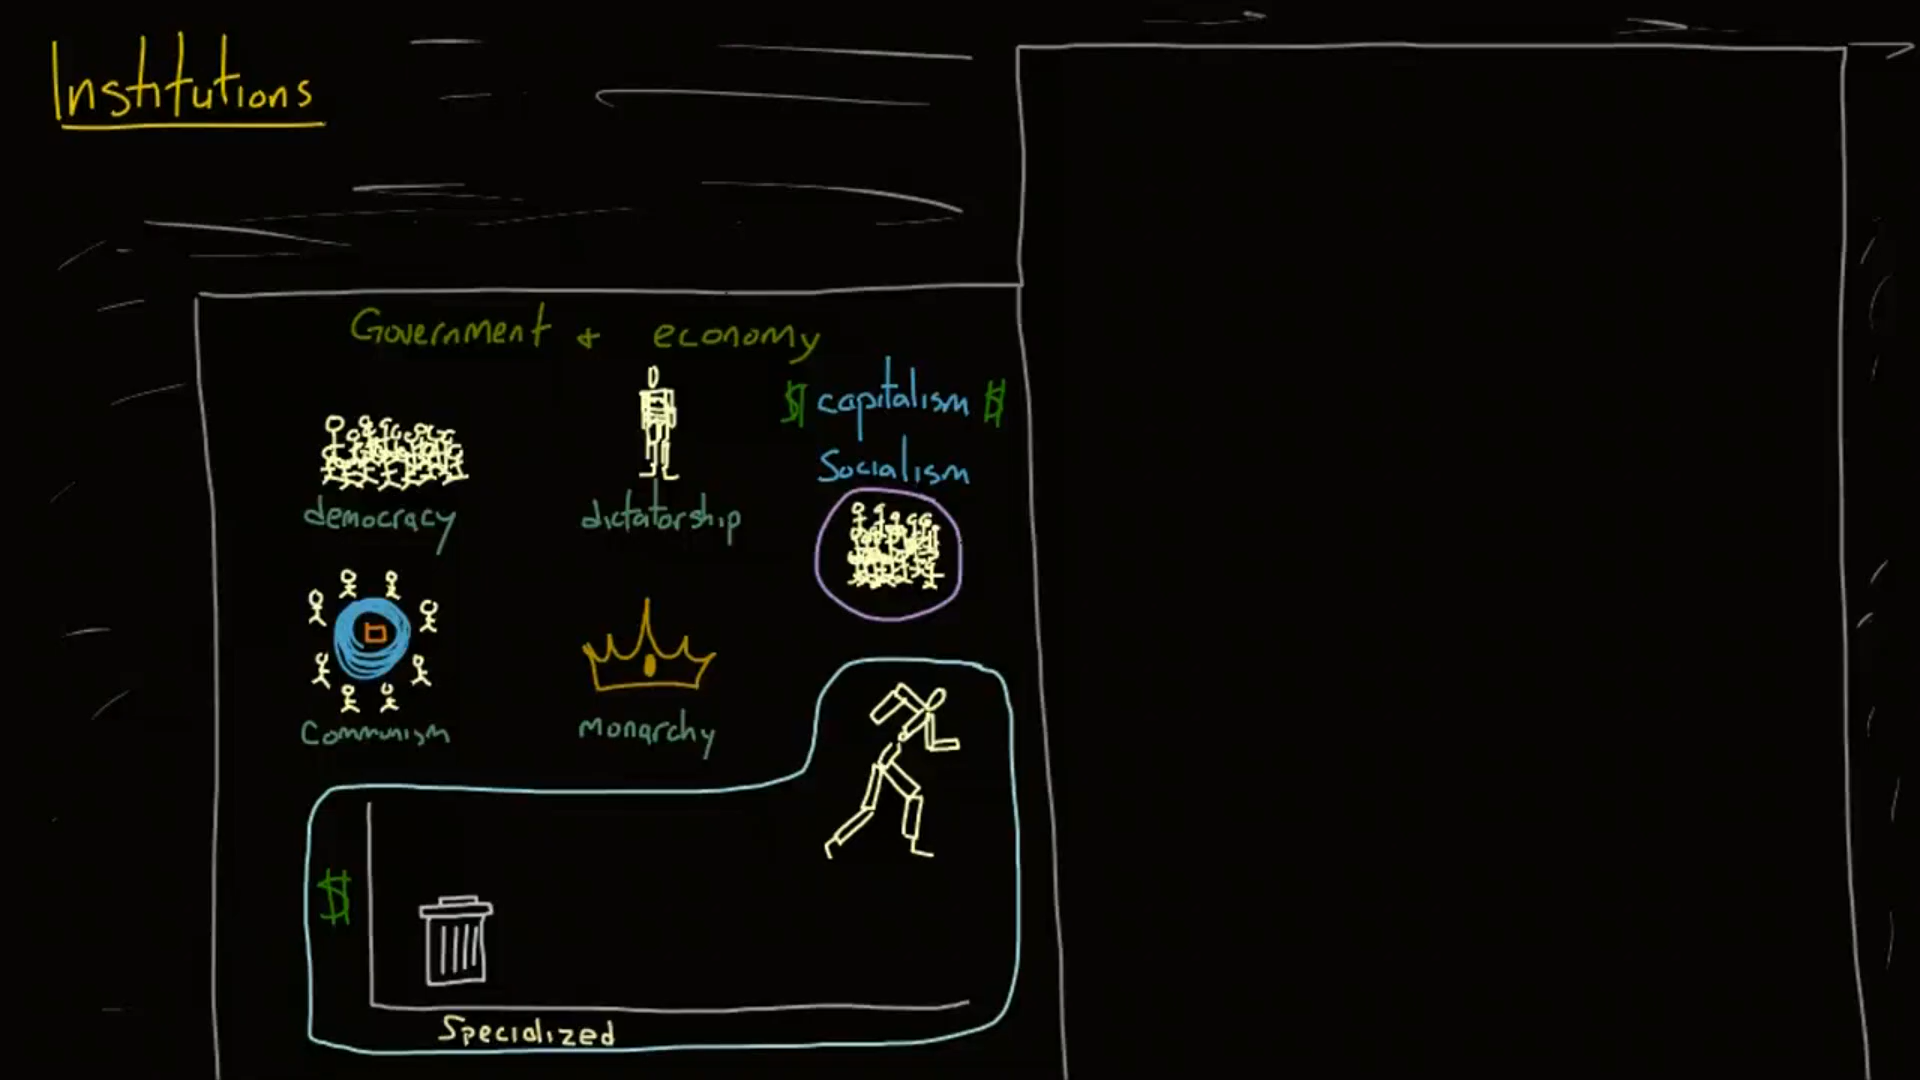 Institutions
Government + economy
$ capitalism $
Socialism
democracy
dictatorship
Communism
monarchy
$
Specialized